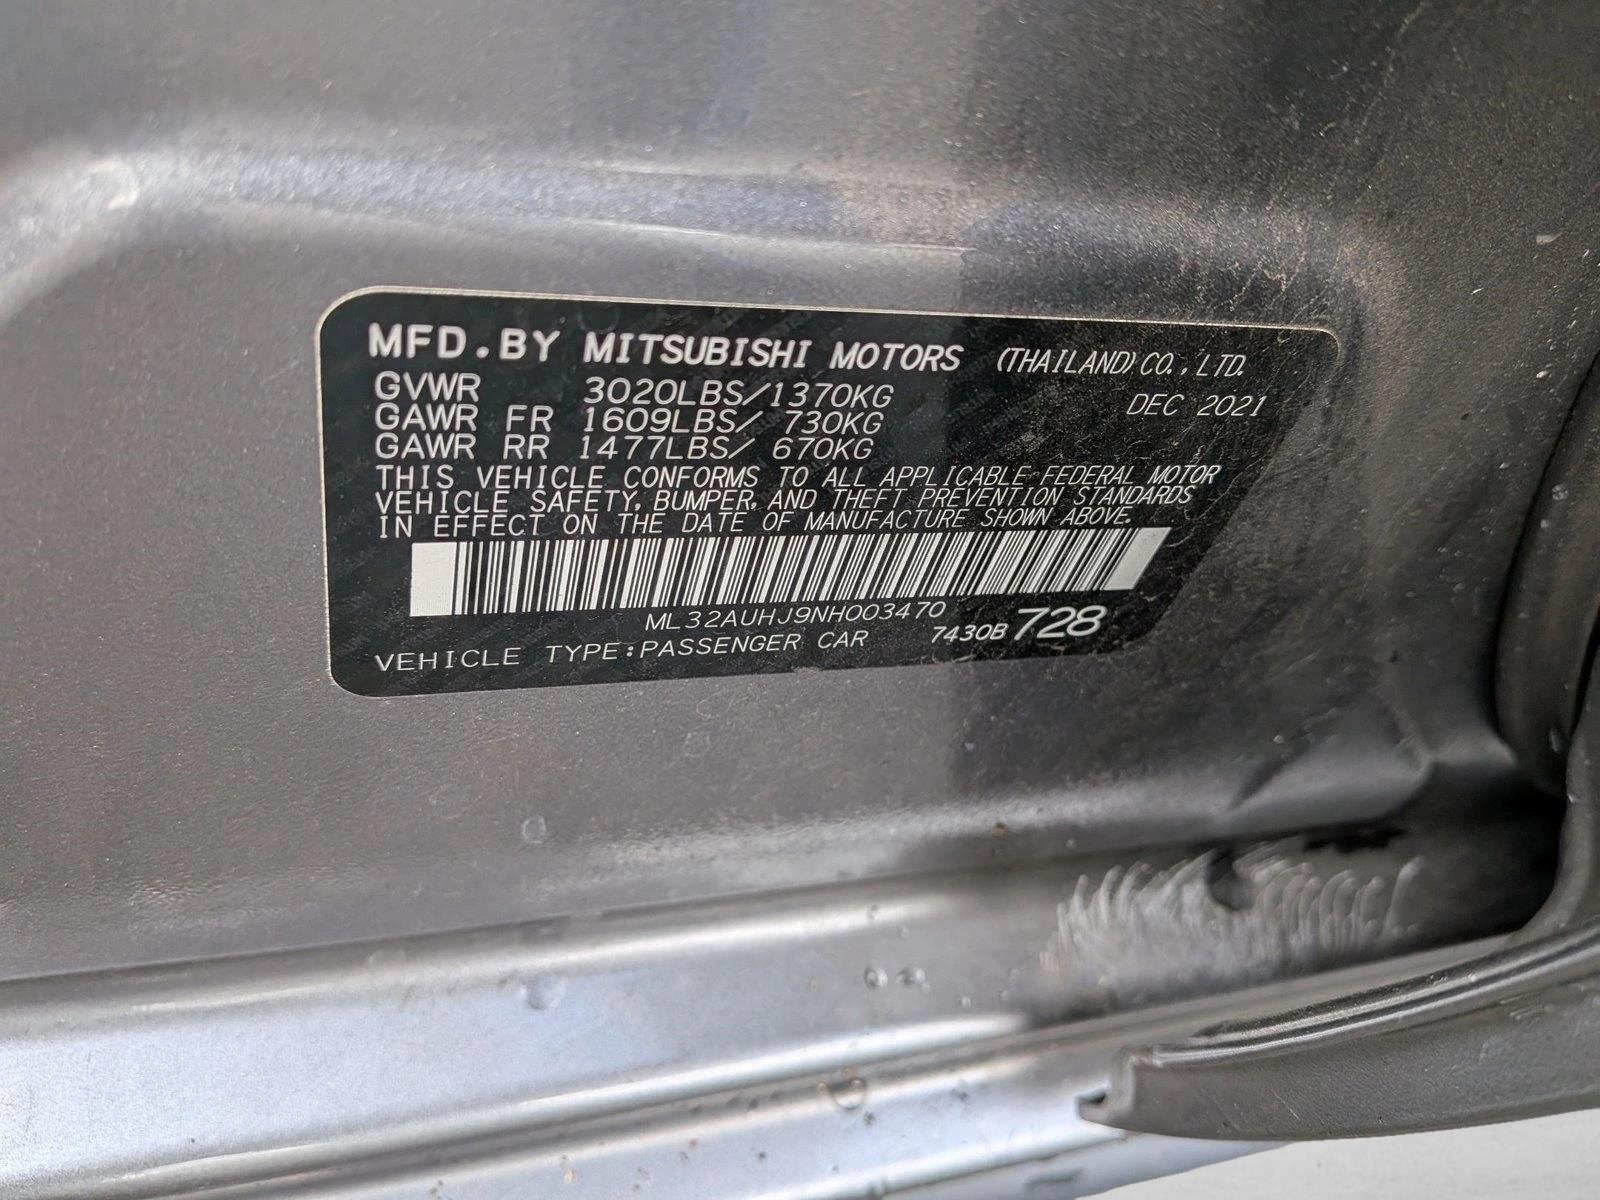 MFD.BY MITSUBISHI MOTORS (THAILAND) CO.,LTD.
GVWR 3020LBS/1370KG DEC 2021
GAWR FR 1609LBS/ 730KG
GAWR RR 1477LBS/ 670KG
THIS VEHICLE CONFORMS TO ALL APPLICABLE FEDERAL MOTOR
VEHICLE SAFETY, BUMPER, AND THEFT PREVENTION STANDARDS
IN EFFECT ON THE DATE OF MANUFACTURE SHOWN ABOVE.
ML32AUHJ9NH003470
VEHICLE TYPE:PASSENGER CAR 7430B 728